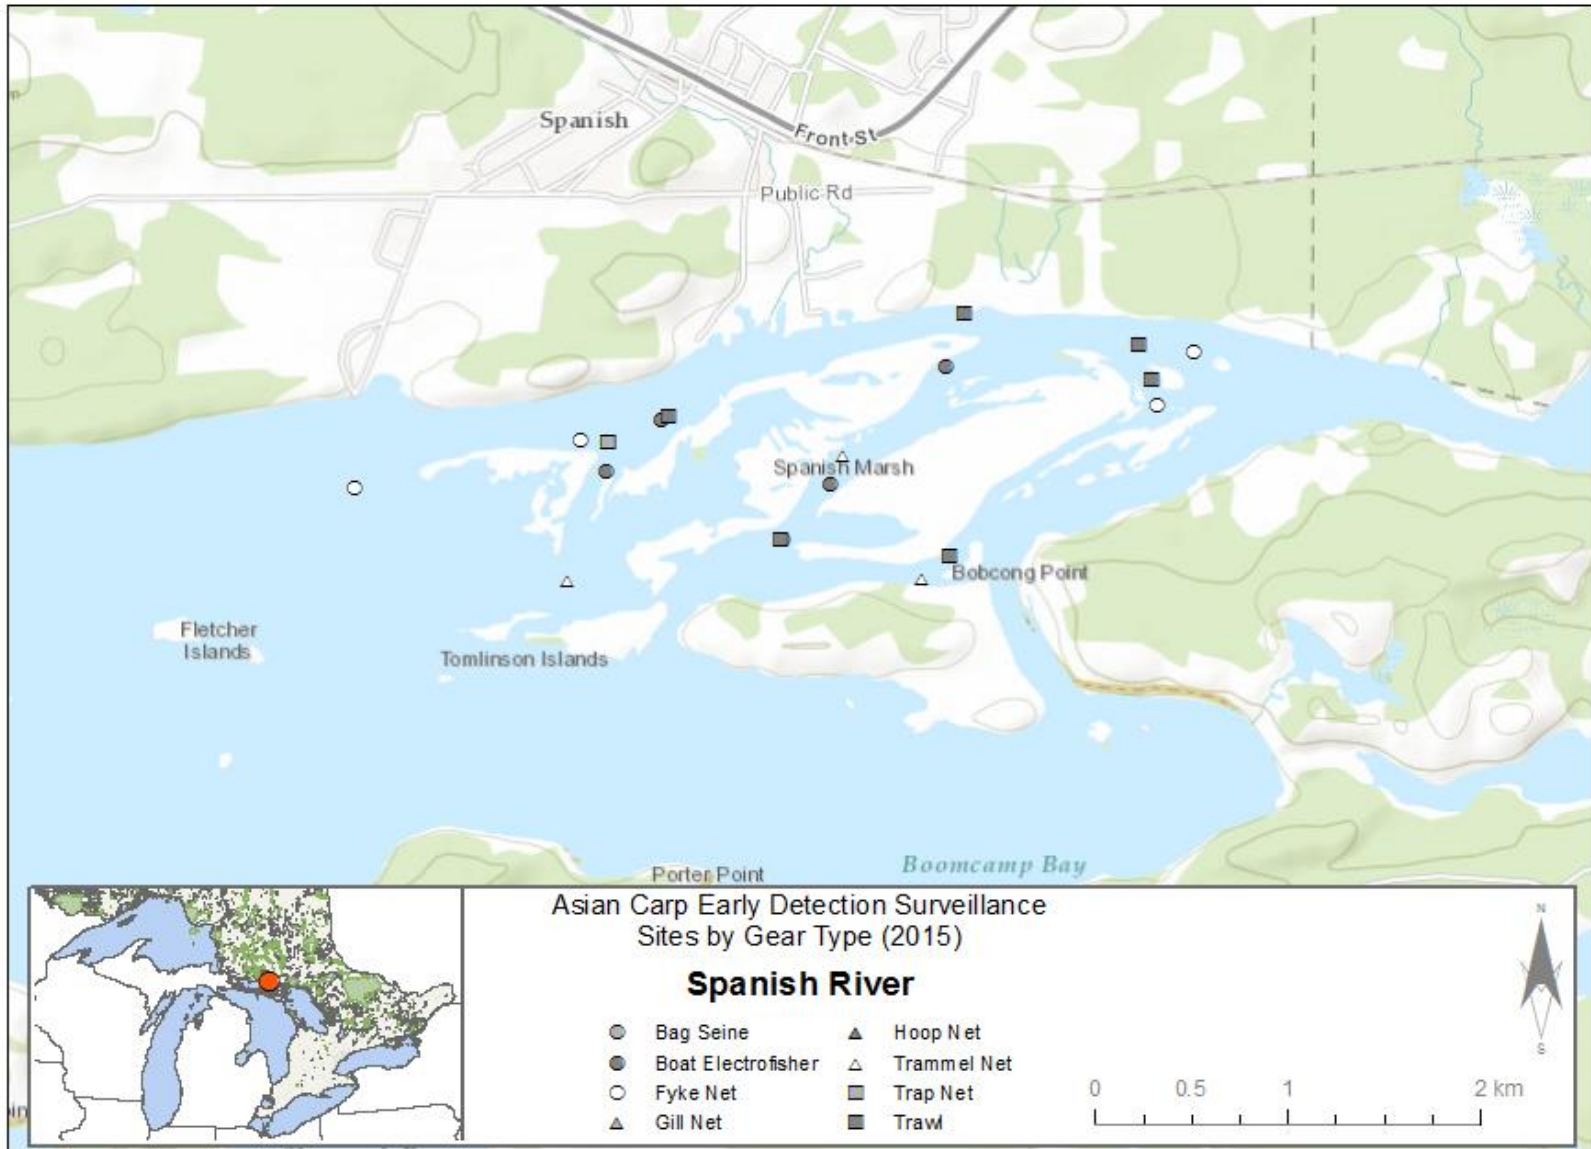 Spanish
Front St
Public Rd
Spanish Marsh
Bobcong Point
Fletcher
Islands
Tomlinson Islands
Boomcamp Bay
Porter Point
Asian Carp Early Detection Surveillance
Sites by Gear Type (2015)
Spanish River
Bag Seine
Boat Electrofisher
Fyke Net
Gill Net
Hoop Net
Trammel Net
Trap Net
Trawl
0 0.5 1 2 km
N
S